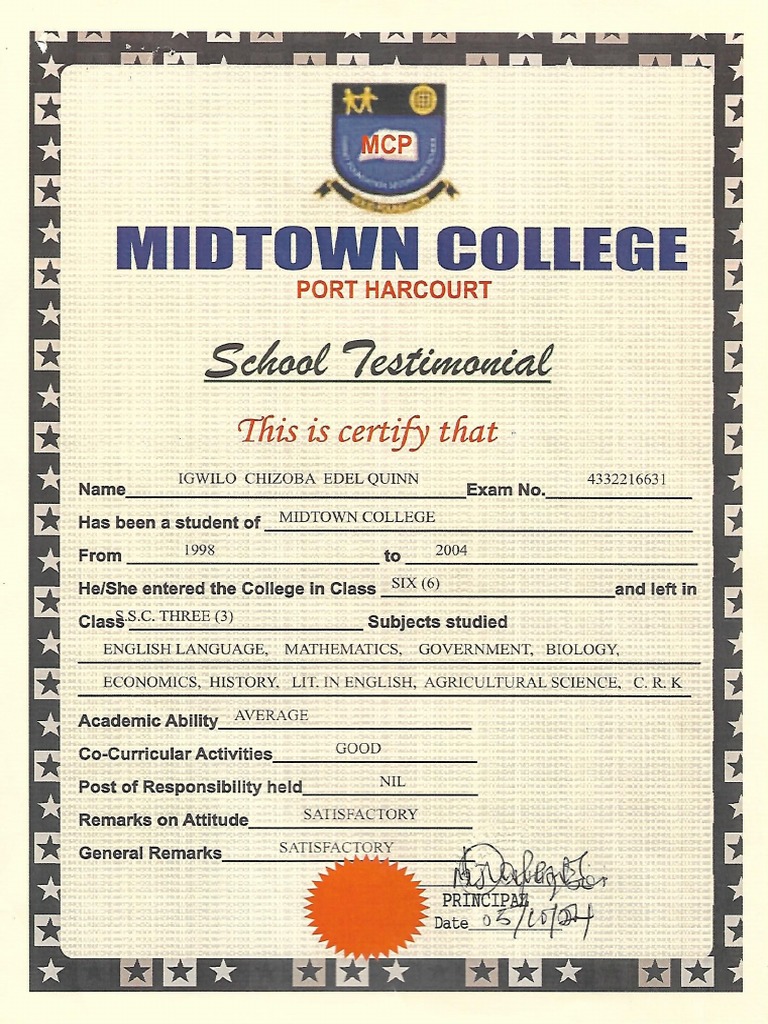 MCP
MIDTOWN COLLEGE
PORT HARCOURT
School Testimonial
This is certify that
Name IGWILO CHIZOBA EDEL QUINN Exam No. 4332216631
Has been a student of MIDTOWN COLLEGE
From 1998 to 2004
He/She entered the College in Class SIX (6) and left in
Class S.S.C. THREE (3) Subjects studied
ENGLISH LANGUAGE, MATHEMATICS, GOVERNMENT, BIOLOGY,
ECONOMICS, HISTORY, LIT. IN ENGLISH, AGRICULTURAL SCIENCE, C. R. K
Academic Ability AVERAGE
Co-Curricular Activities GOOD
Post of Responsibility held NIL
Remarks on Attitude SATISFACTORY
General Remarks SATISFACTORY
PRINCIPAL
Date 05/10/